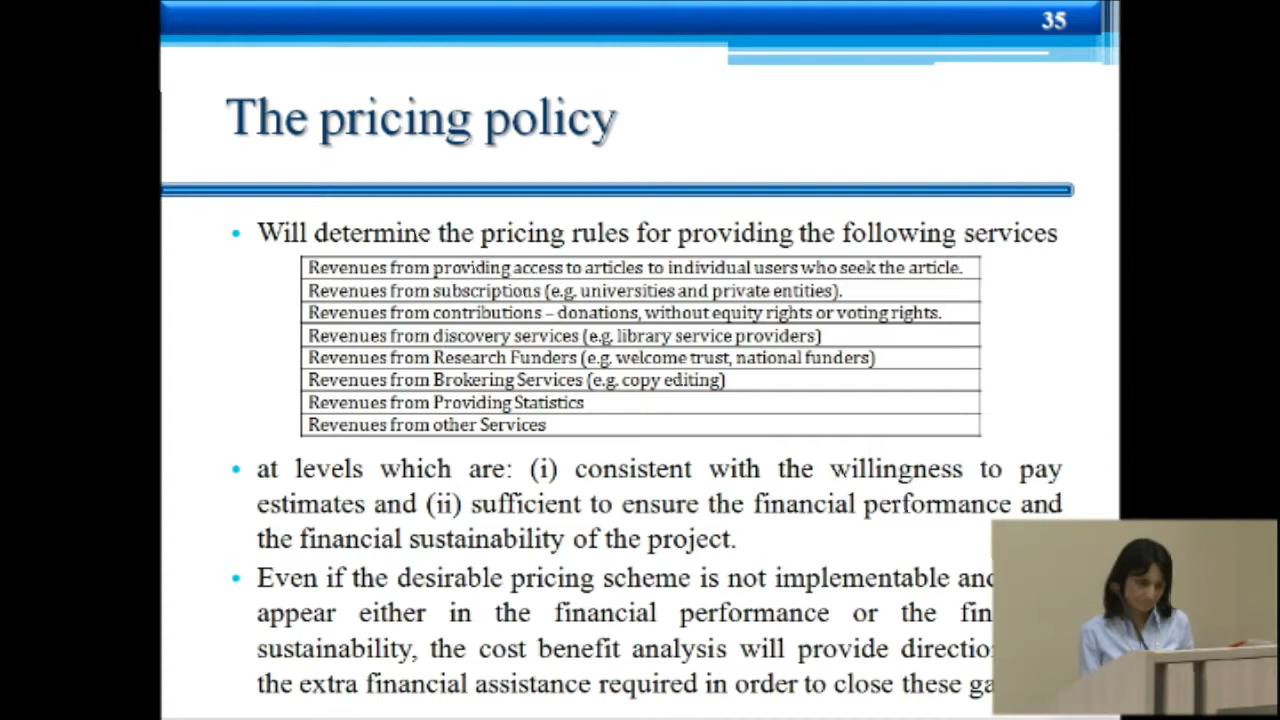 35
The pricing policy
• Will determine the pricing rules for providing the following services
Revenues from providing access to articles to individual users who seek the article.
Revenues from subscriptions (e.g. universities and private entities).
Revenues from contributions – donations, without equity rights or voting rights.
Revenues from discovery services (e.g. library service providers)
Revenues from Research Funders (e.g. welcome trust, national funders)
Revenues from Brokering Services (e.g. copy editing)
Revenues from Providing Statistics
Revenues from other Services
• at levels which are: (i) consistent with the willingness to pay
estimates and (ii) sufficient to ensure the financial performance and
the financial sustainability of the project.
• Even if the desirable pricing scheme is not implementable and
appear either in the financial performance or the
sustainability, the cost benefit analysis will provide
the extra financial assistance required in order to close these